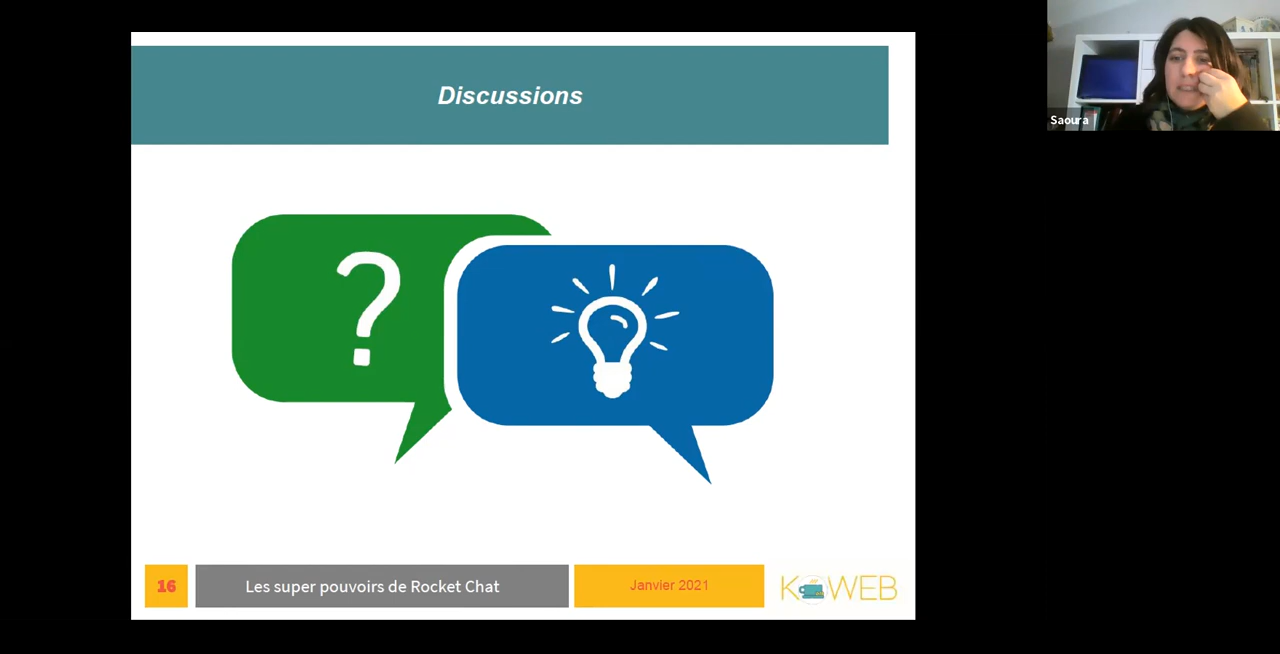 Discussions
Saoura
?
16
Les super pouvoirs de Rocket Chat
Janvier 2021
KOWEB